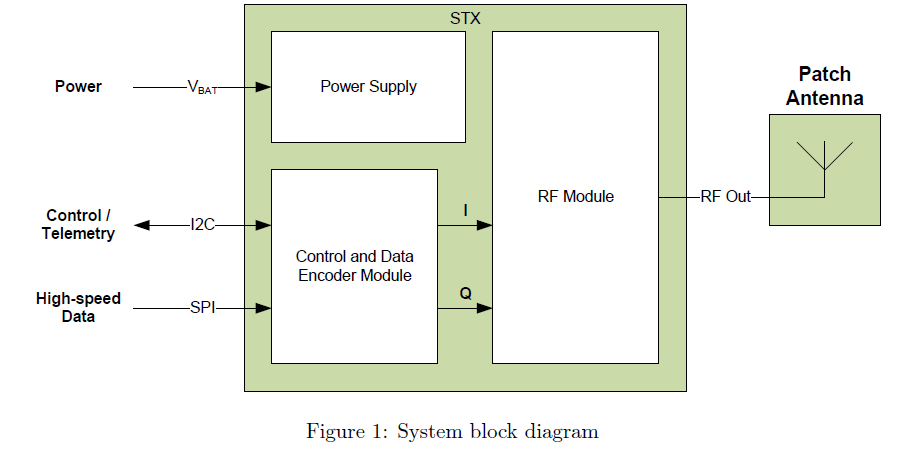 STX
Power
V_BAT
Power Supply
Patch
Antenna
RF Module
RF Out
Control /
Telemetry
I2C
I
Control and Data
Encoder Module
High-speed
Data
SPI
Q
Figure 1: System block diagram